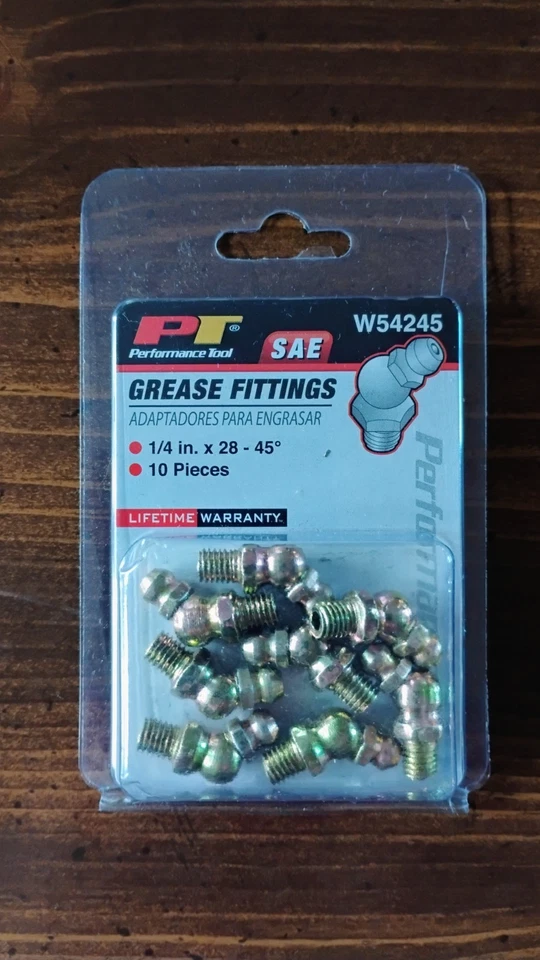 PT®
Performance Tool
SAE
W54245
GREASE FITTINGS
ADAPTADORES PARA ENGRASAR
1/4 in. x 28 - 45°
10 Pieces
LIFETIME WARRANTY